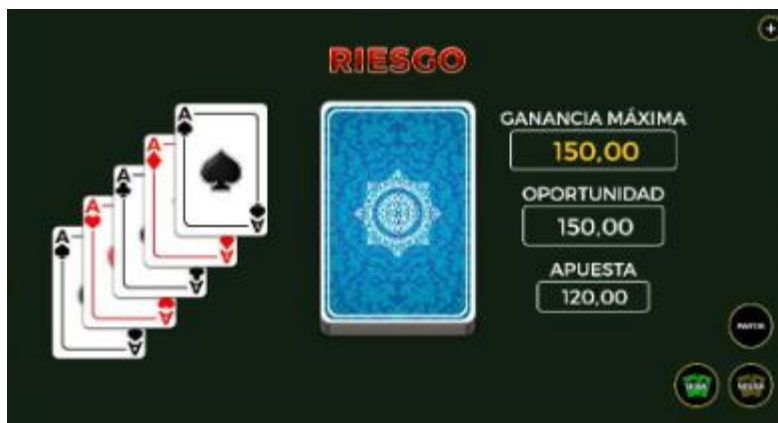 RIESGO
GANANCIA MÁXIMA
150,00
OPORTUNIDAD
150,00
APUESTA
120,00
A
A
A
A
A
A
A
A
A
A
+